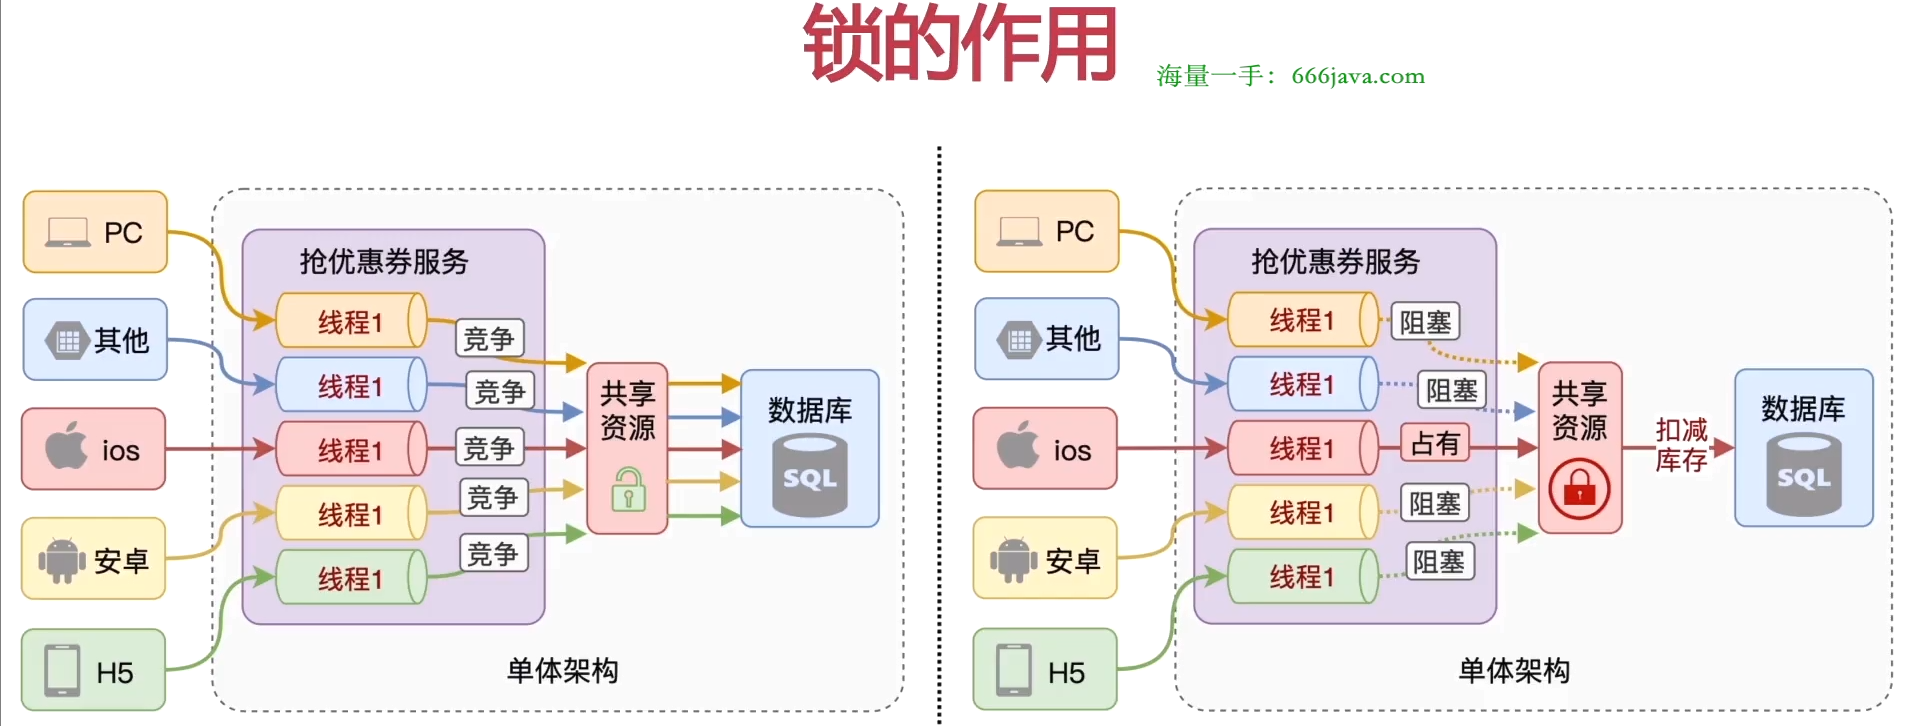 锁的作用
海量一手：666java.com
PC
其他
ios
安卓
H5
抢优惠券服务
线程1
线程1
线程1
线程1
线程1
竞争
竞争
竞争
竞争
竞争
共享
资源
数据库
SQL
单体架构
PC
其他
ios
安卓
H5
抢优惠券服务
线程1
线程1
线程1
线程1
线程1
阻塞
阻塞
占有
阻塞
阻塞
共享
资源
扣减
库存
数据库
SQL
单体架构